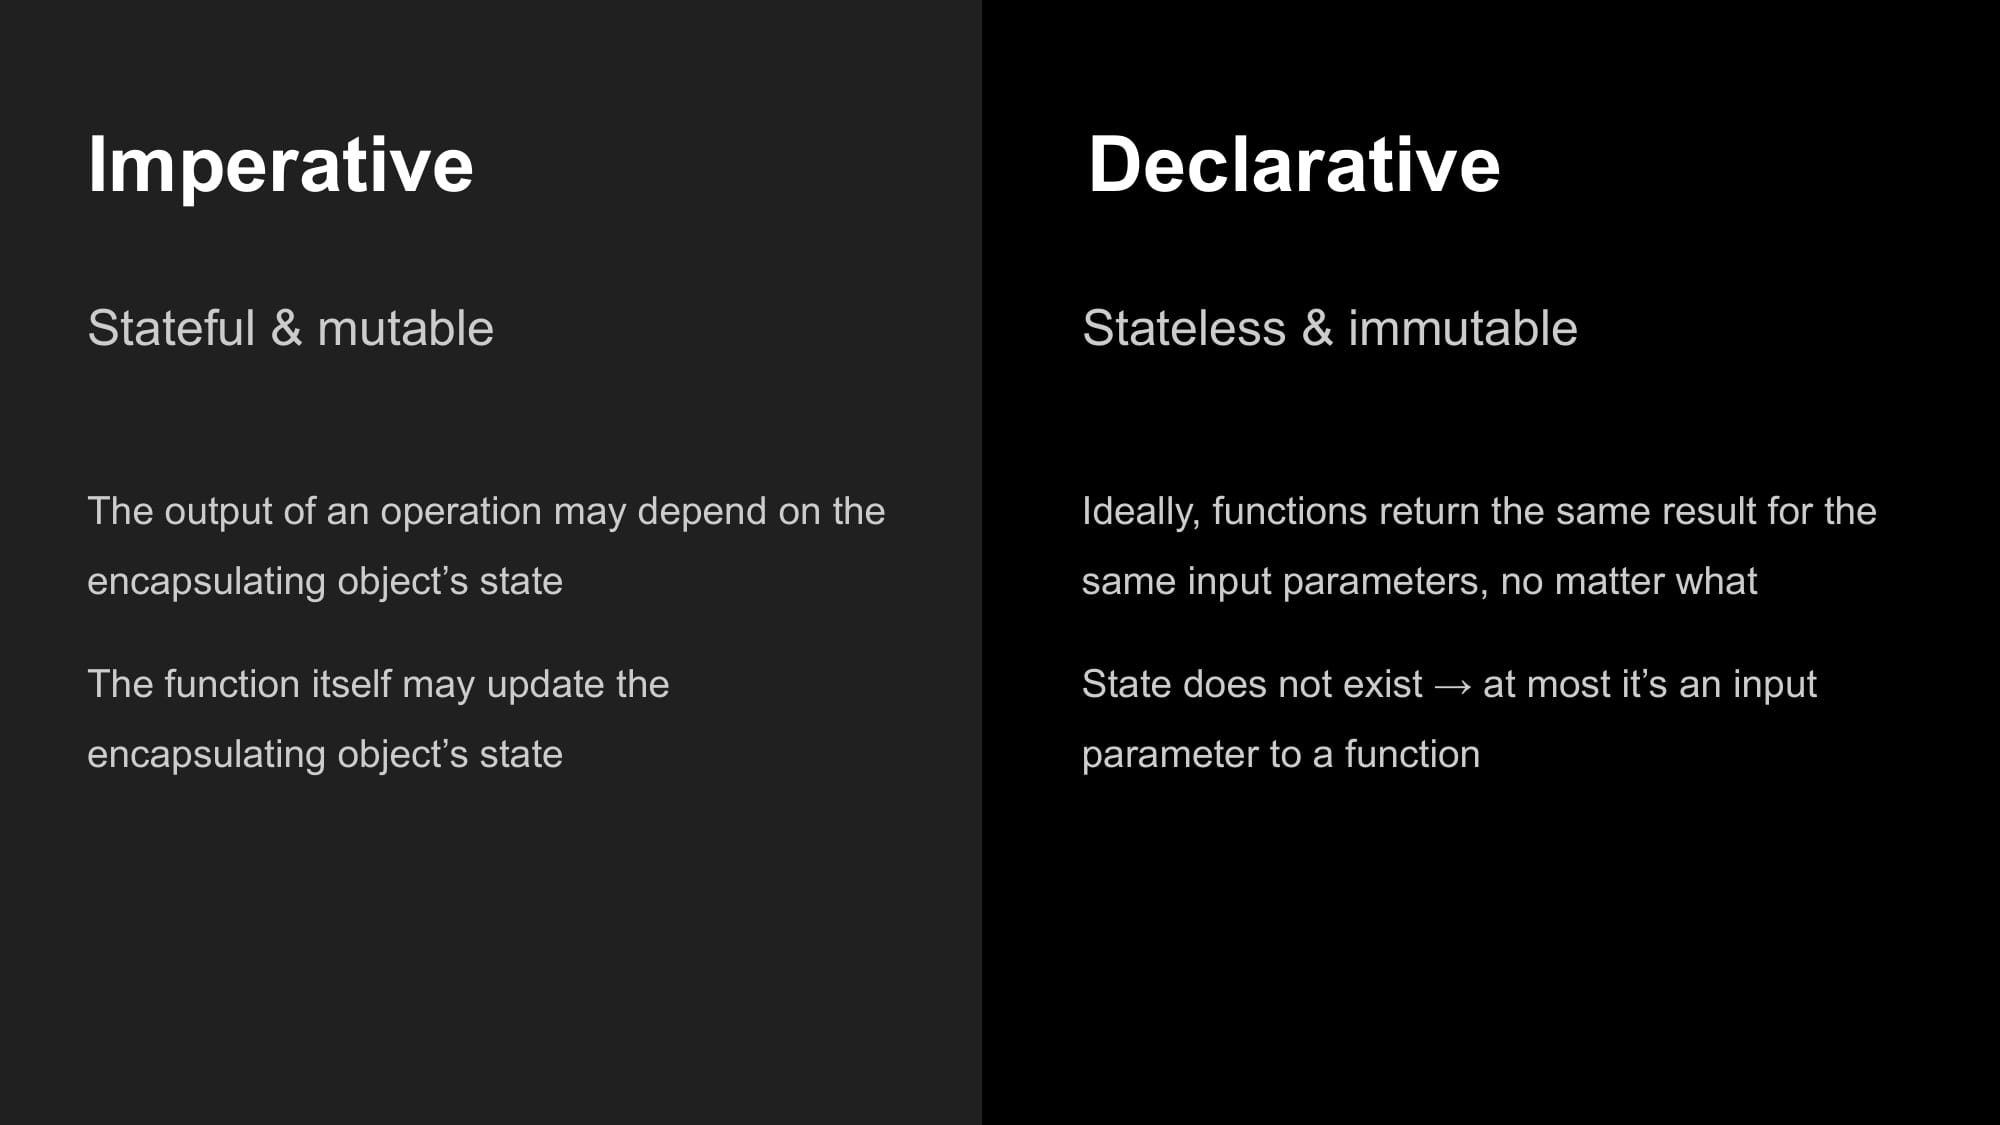 Imperative
Stateful & mutable
The output of an operation may depend on the
encapsulating object’s state
The function itself may update the
encapsulating object’s state
Declarative
Stateless & immutable
Ideally, functions return the same result for the
same input parameters, no matter what
State does not exist → at most it’s an input
parameter to a function